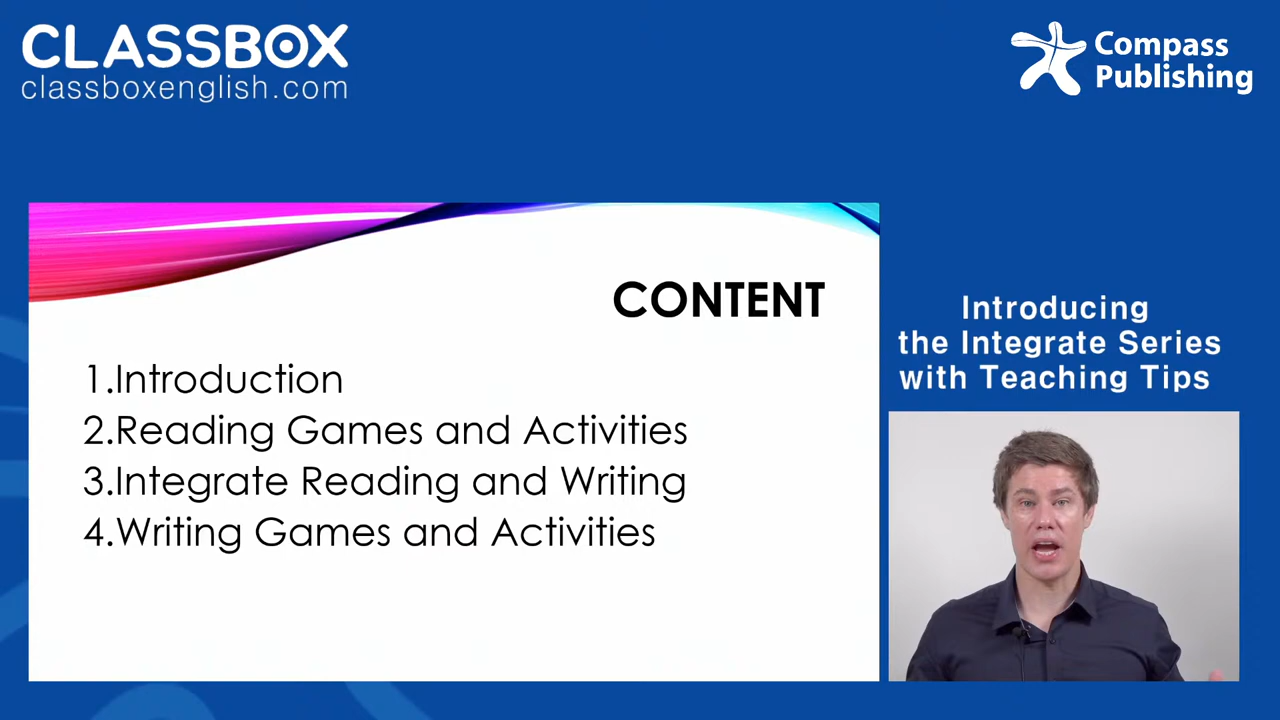 CLASSBOX
classboxenglish.com
Compass
Publishing
CONTENT
1.Introduction
2.Reading Games and Activities
3.Integrate Reading and Writing
4.Writing Games and Activities
Introducing
the Integrate Series
with Teaching Tips